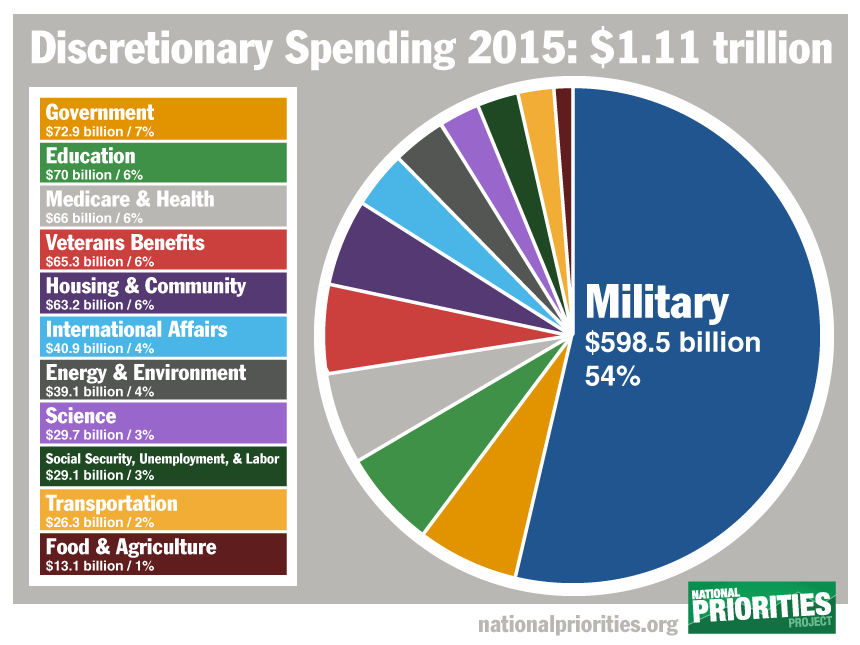 Discretionary Spending 2015: $1.11 trillion
Government
$72.9 billion / 7%
Education
$70 billion / 6%
Medicare & Health
$66 billion / 6%
Veterans Benefits
$65.3 billion / 6%
Housing & Community
$63.2 billion / 6%
International Affairs
$40.9 billion / 4%
Energy & Environment
$39.1 billion / 4%
Science
$29.7 billion / 3%
Social Security, Unemployment, & Labor
$29.1 billion / 3%
Transportation
$26.3 billion / 2%
Food & Agriculture
$13.1 billion / 1%
Military
$598.5 billion
54%
nationalpriorities.org
NATIONAL
PRIORITIES
PROJECT